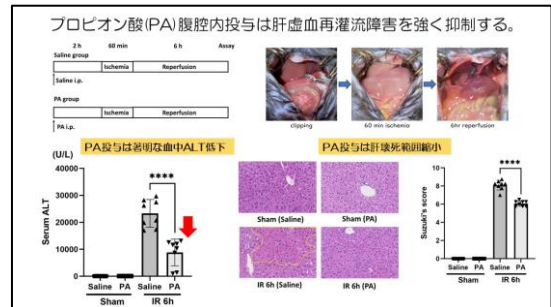 プロピオン酸(PA)腹腔内投与は肝虚血再灌流障害を強く抑制する。
2 h 60 min 6 h Assay
Saline group
Ischemia Reperfusion
Saline i.p.
PA group
Ischemia Reperfusion
PA i.p.
clipping 60 min ischemia 6hr reperfusion
PA投与は著明な血中ALT低下
PA投与は肝壊死範囲縮小
(U/L)
Serum ALT
40000
30000
20000
10000
0
****
Saline PA Saline PA
Sham IR 6h
Sham (Saline) Sham (PA)
IR 6h (Saline) IR 6h (PA)
Suzuki's score
10
8
6
4
2
0
****
Saline PA Saline PA
Sham IR 6h